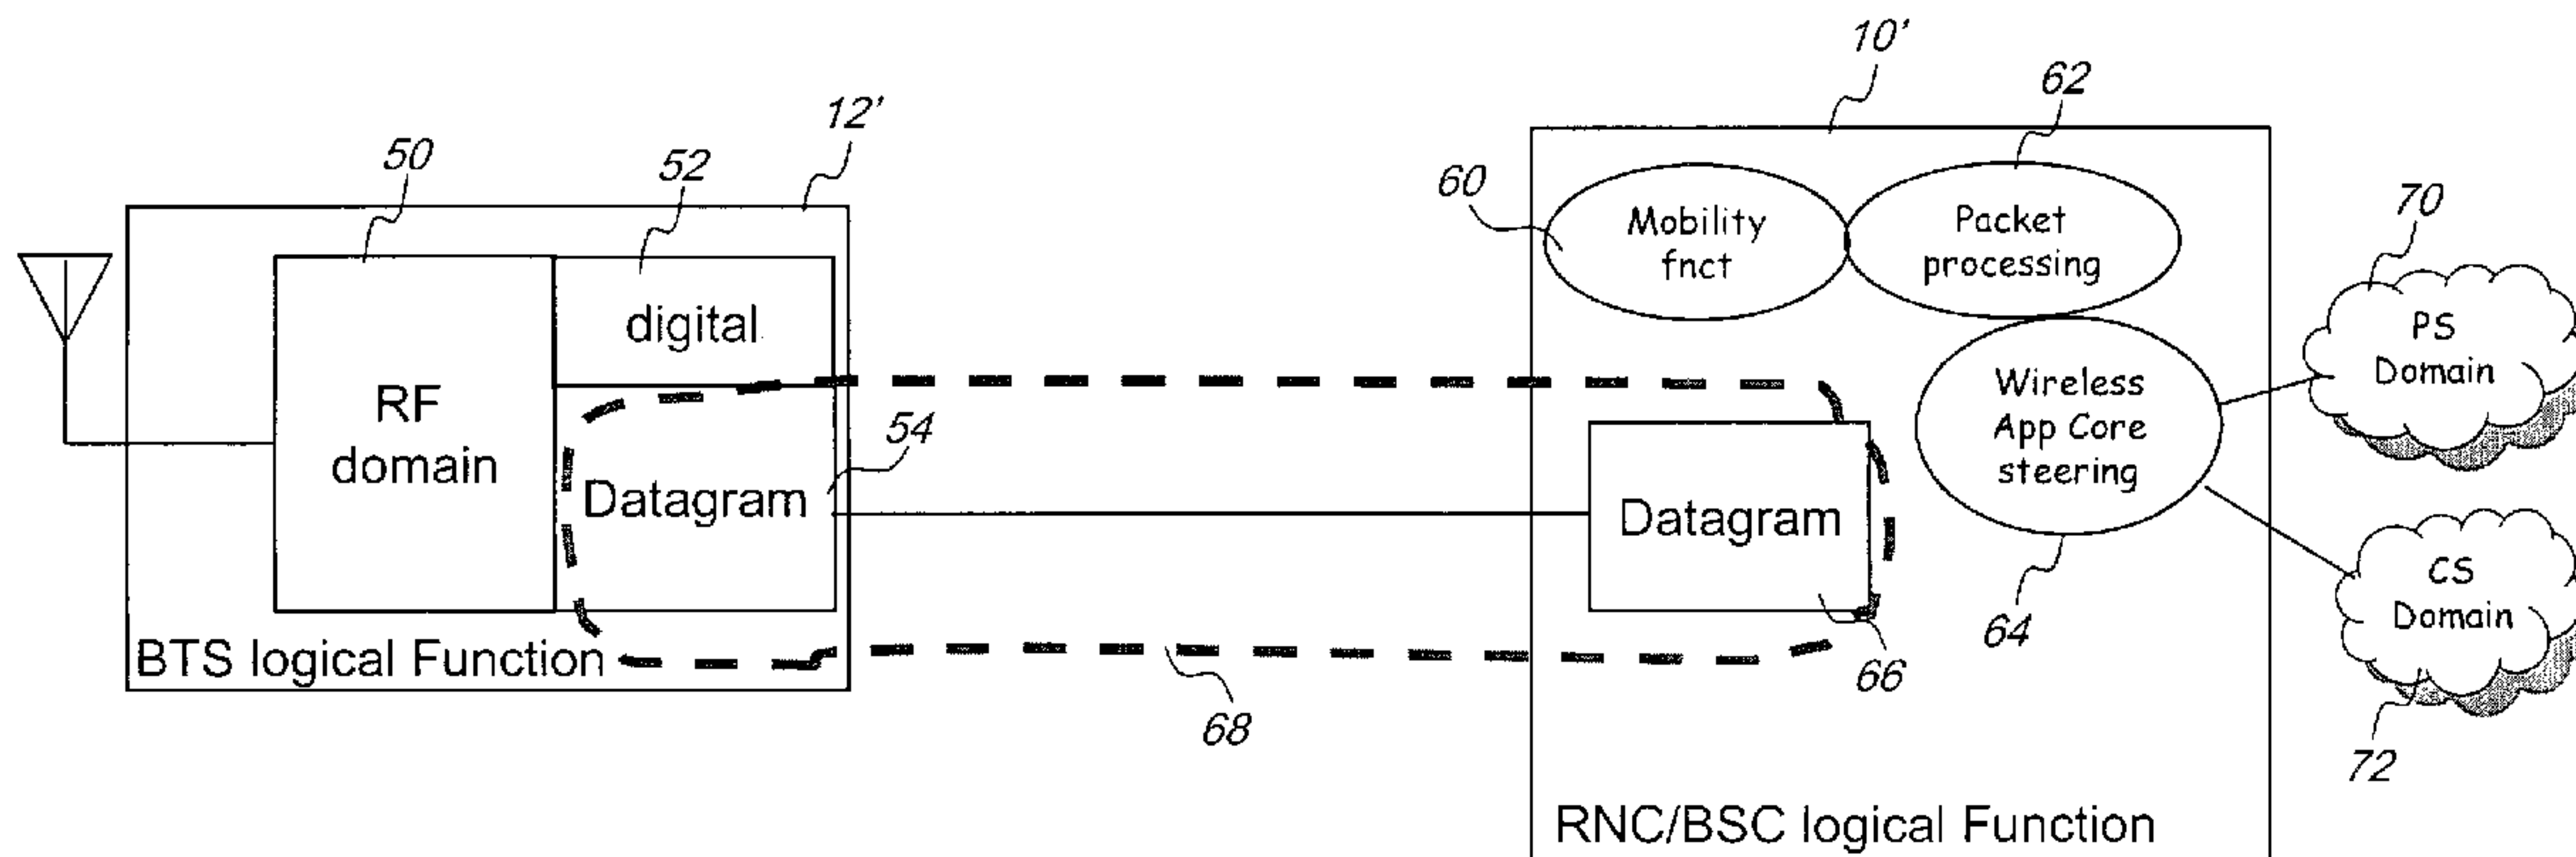 10'
62
12'
50
52
60
Mobility
fnct
Packet
processing
70
digital
PS
Domain
RF
domain
54
Wireless
App Core
steering
Datagram
Datagram
CS
Domain
64
BTS logical Function
66
68
72
RNC/BSC logical Function